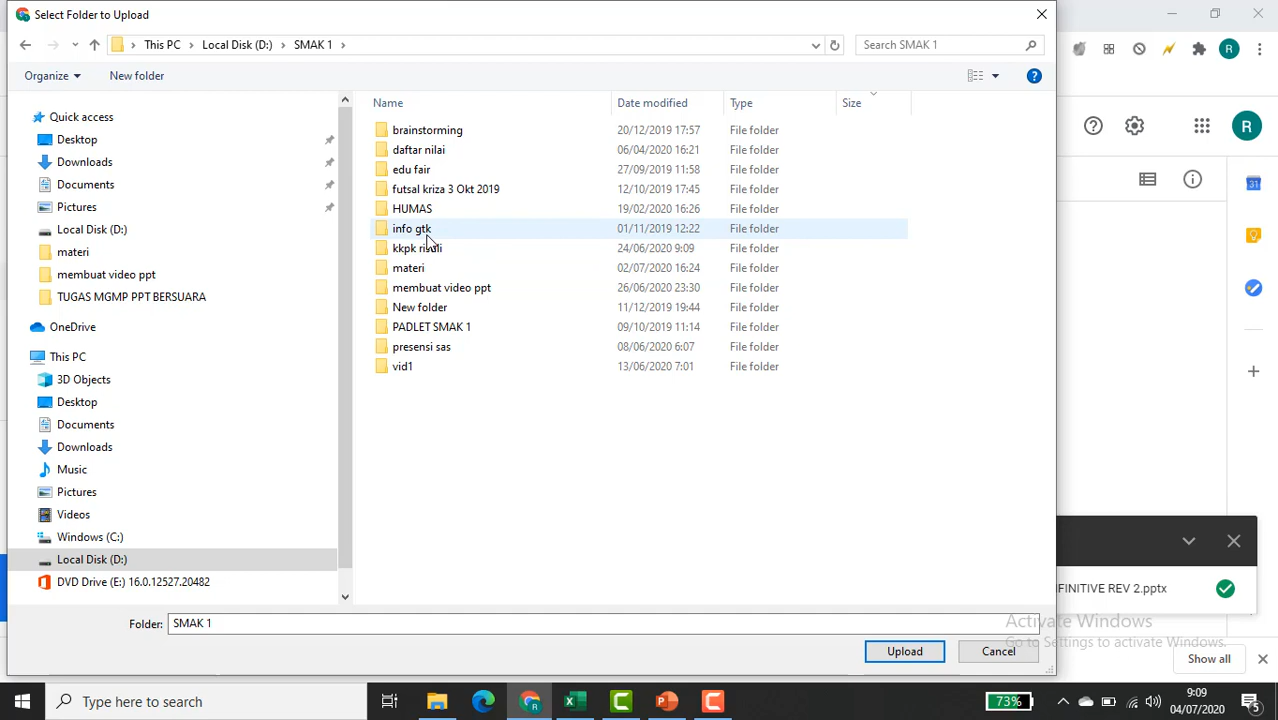 Select Folder to Upload
This PC
Local Disk (D:)
SMAK 1
Search SMAK 1
Organize
New folder
Quick access
Desktop
Downloads
Documents
Pictures
Local Disk (D:)
materi
membuat video ppt
TUGAS MGMP PPT BERSUARA
OneDrive
This PC
3D Objects
Desktop
Documents
Downloads
Music
Pictures
Videos
Windows (C:)
Local Disk (D:)
DVD Drive (E:) 16.0.12527.20482
Name Date modified Type Size
brainstorming 20/12/2019 17:57 File folder
daftar nilai 06/04/2020 16:21 File folder
edu fair 27/09/2019 11:58 File folder
futsal kriza 3 Okt 2019 12/10/2019 17:45 File folder
HUMAS 19/02/2020 16:26 File folder
info gtk 01/11/2019 12:22 File folder
kkpk 24/06/2020 9:09 File folder
materi 02/07/2020 16:24 File folder
membuat video ppt 26/06/2020 23:30 File folder
New folder 11/12/2019 19:44 File folder
PADLET SMAK 1 09/10/2019 11:14 File folder
presensi sas 08/06/2020 6:07 File folder
vid1 13/06/2020 7:01 File folder
Folder: SMAK 1
Upload
Cancel
R
R
31
FINITIVE REV 2.pptx
Activate Windows
Go to Settings to activate Windows.
Show all
Type here to search
73%
9:09
04/07/2020
5